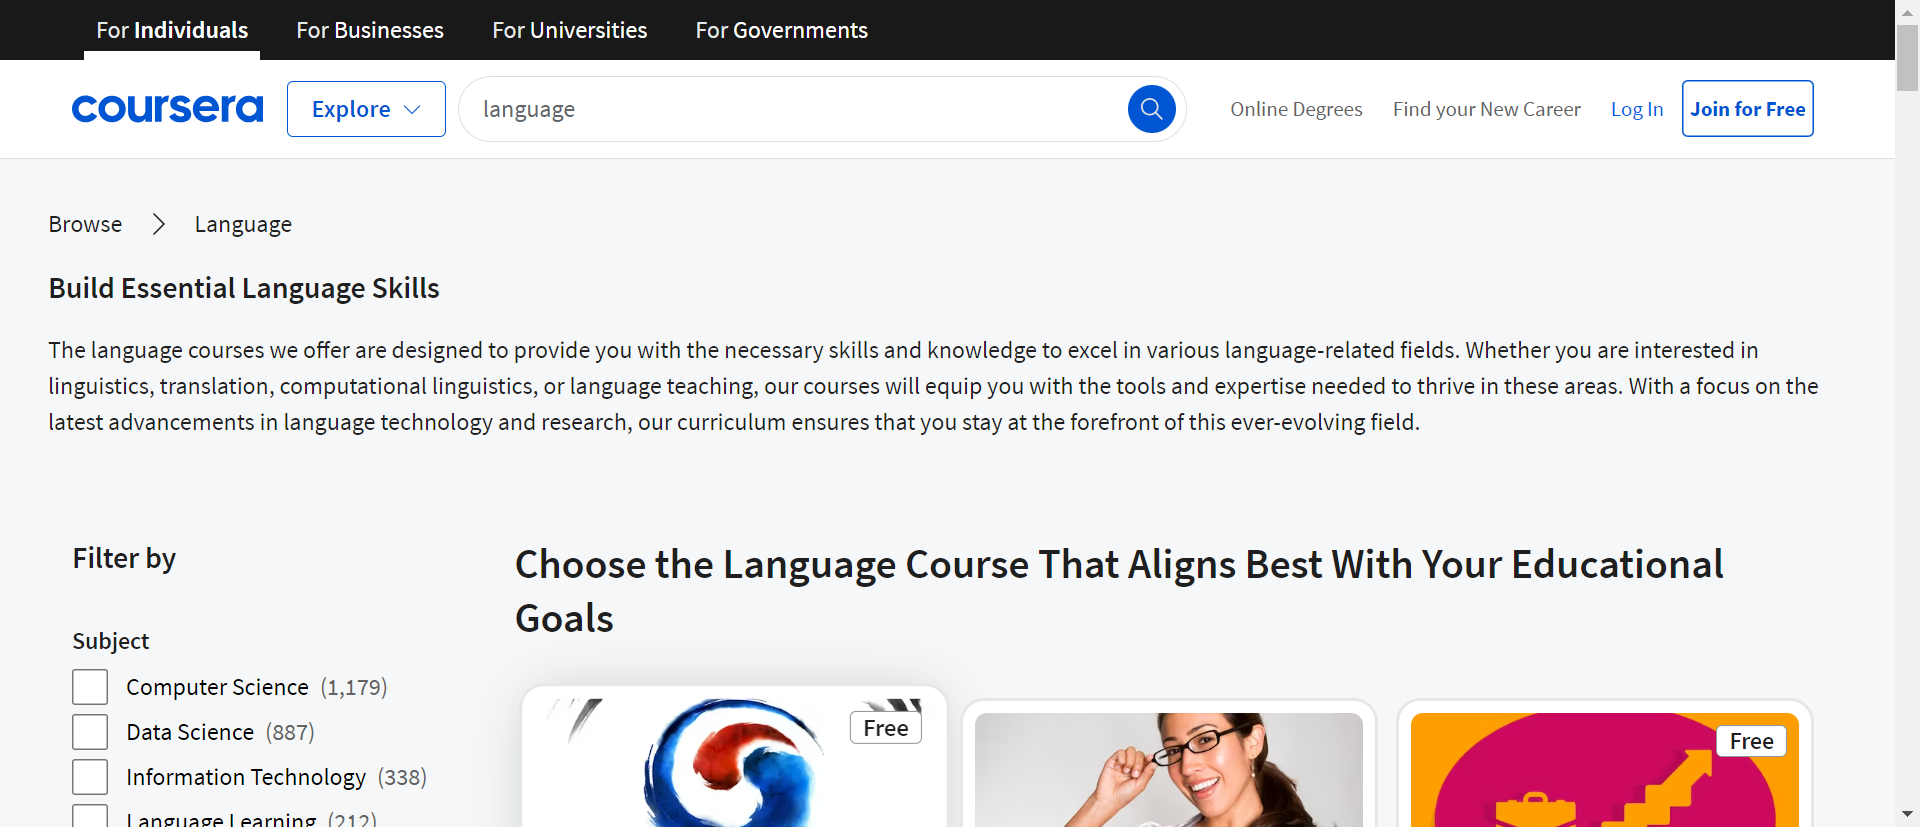 For Individuals
For Businesses
For Universities
For Governments
coursera
Explore
language
Online Degrees
Find your New Career
Log In
Join for Free
Browse
Language
Build Essential Language Skills
The language courses we offer are designed to provide you with the necessary skills and knowledge to excel in various language-related fields. Whether you are interested in
linguistics, translation, computational linguistics, or language teaching, our courses will equip you with the tools and expertise needed to thrive in these areas. With a focus on the
latest advancements in language technology and research, our curriculum ensures that you stay at the forefront of this ever-evolving field.
Filter by
Subject
Computer Science (1,179)
Data Science (887)
Information Technology (338)
Language Learning (212)
Choose the Language Course That Aligns Best With Your Educational
Goals
Free
Free